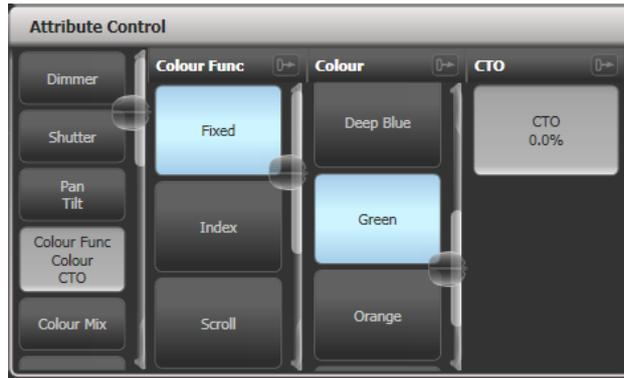 Attribute Control
Dimmer
Shutter
Pan
Tilt
Colour Func
Colour
CTO
Colour Mix
Colour Func
Fixed
Index
Scroll
Colour
Deep Blue
Green
Orange
CTO
CTO
0.0%